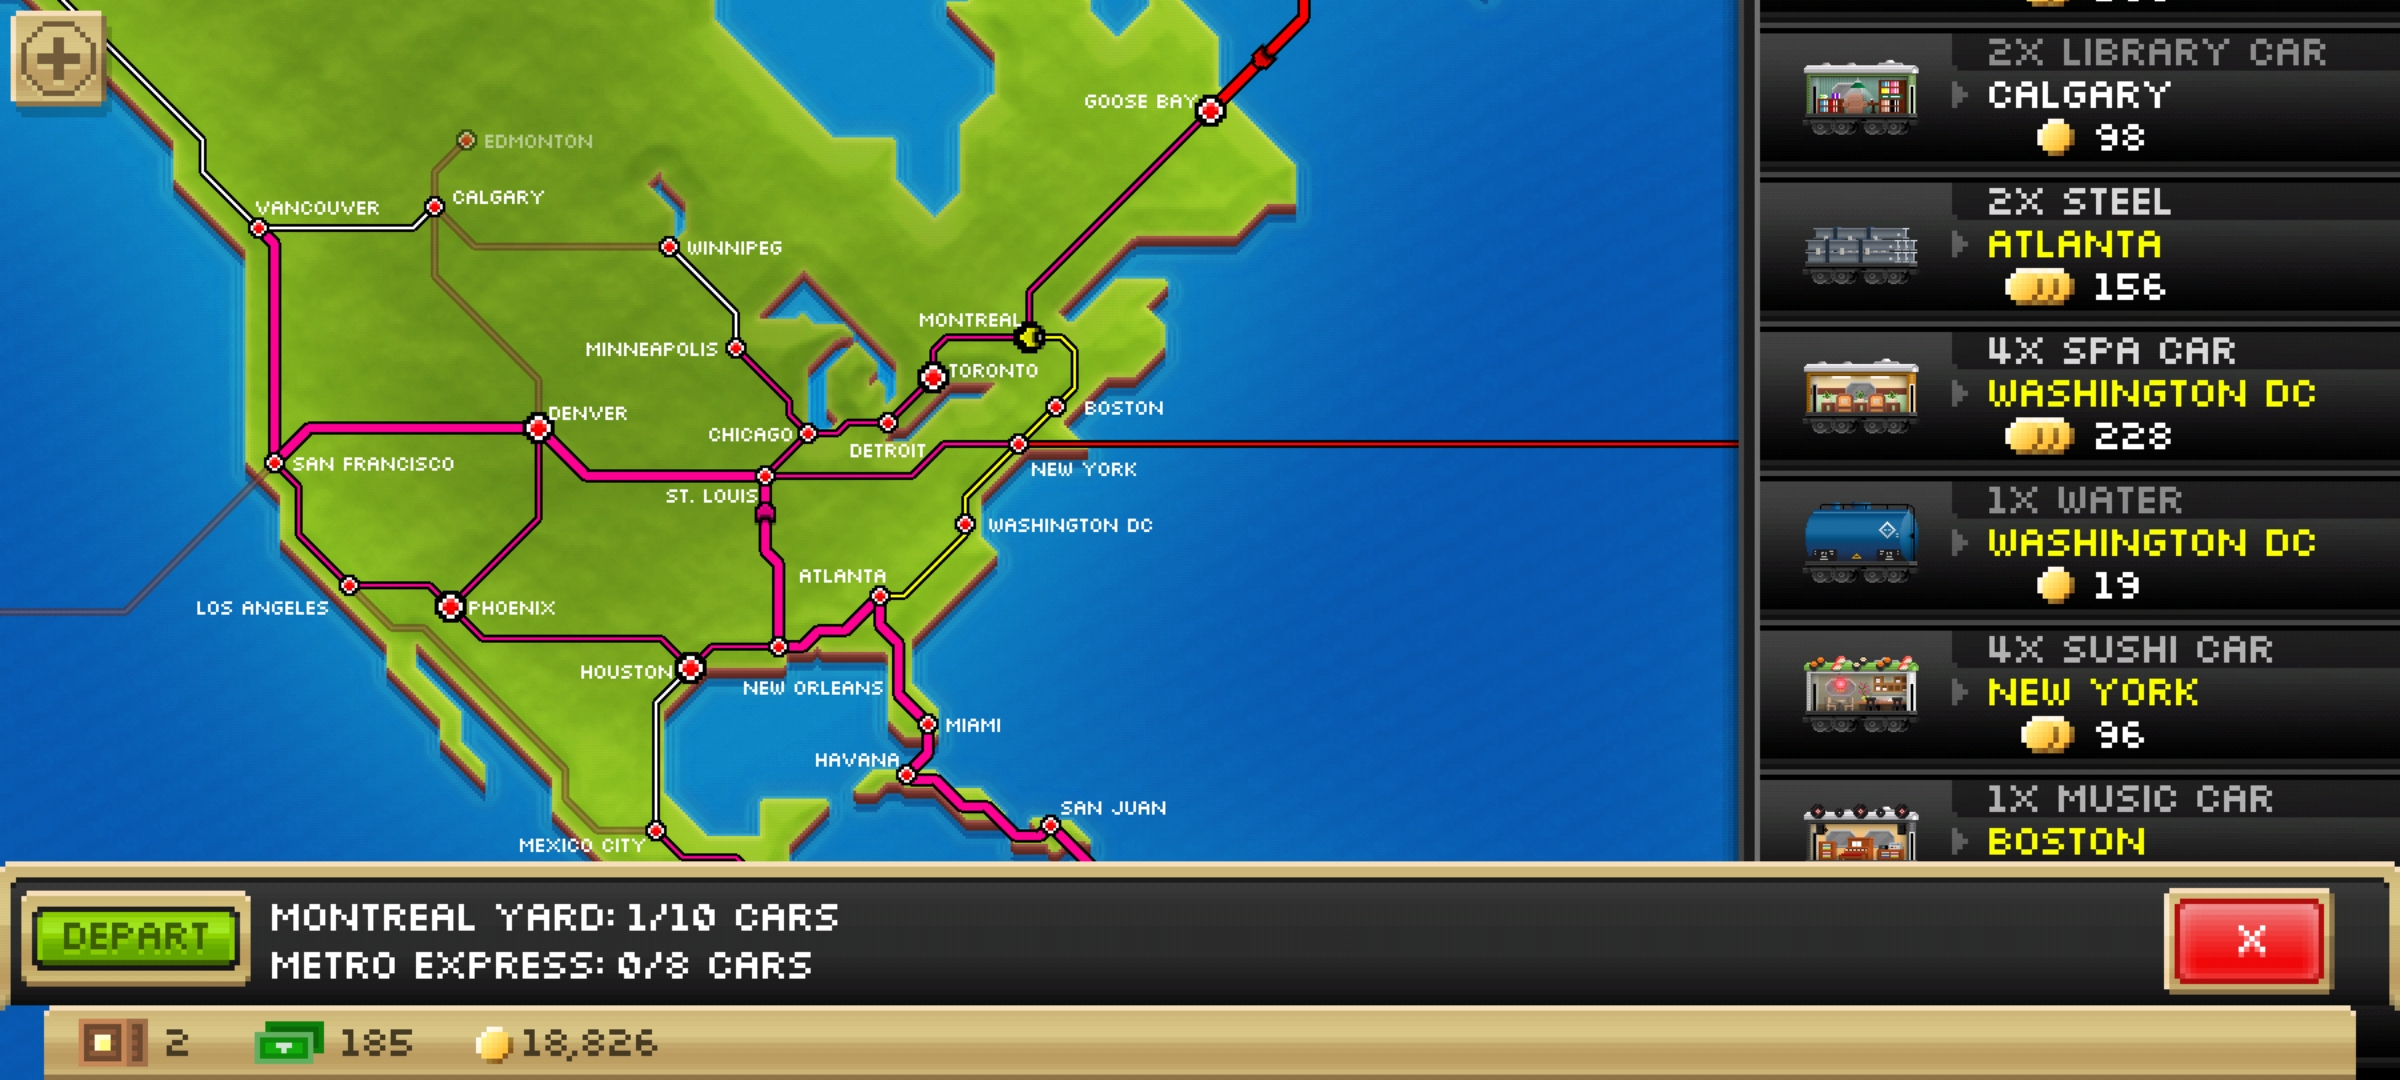 GOOSE BAY
EDMONTON
CALGARY
VANCOUVER
WINNIPEG
MONTREAL
MINNEAPOLIS
TORONTO
BOSTON
DENVER
CHICAGO
DETROIT
SAN FRANCISCO
NEW YORK
ST. LOUIS
WASHINGTON DC
ATLANTA
LOS ANGELES
PHOENIX
HOUSTON
NEW ORLEANS
MIAMI
HAVANA
SAN JUAN
MEXICO CITY
2X LIBRARY CAR
CALGARY
98
2X STEEL
ATLANTA
156
4X SPA CAR
WASHINGTON DC
228
1X WATER
WASHINGTON DC
19
4X SUSHI CAR
NEW YORK
96
1X MUSIC CAR
BOSTON
DEPART
MONTREAL YARD: 1/10 CARS
METRO EXPRESS: 0/8 CARS
X
2
185
18,826